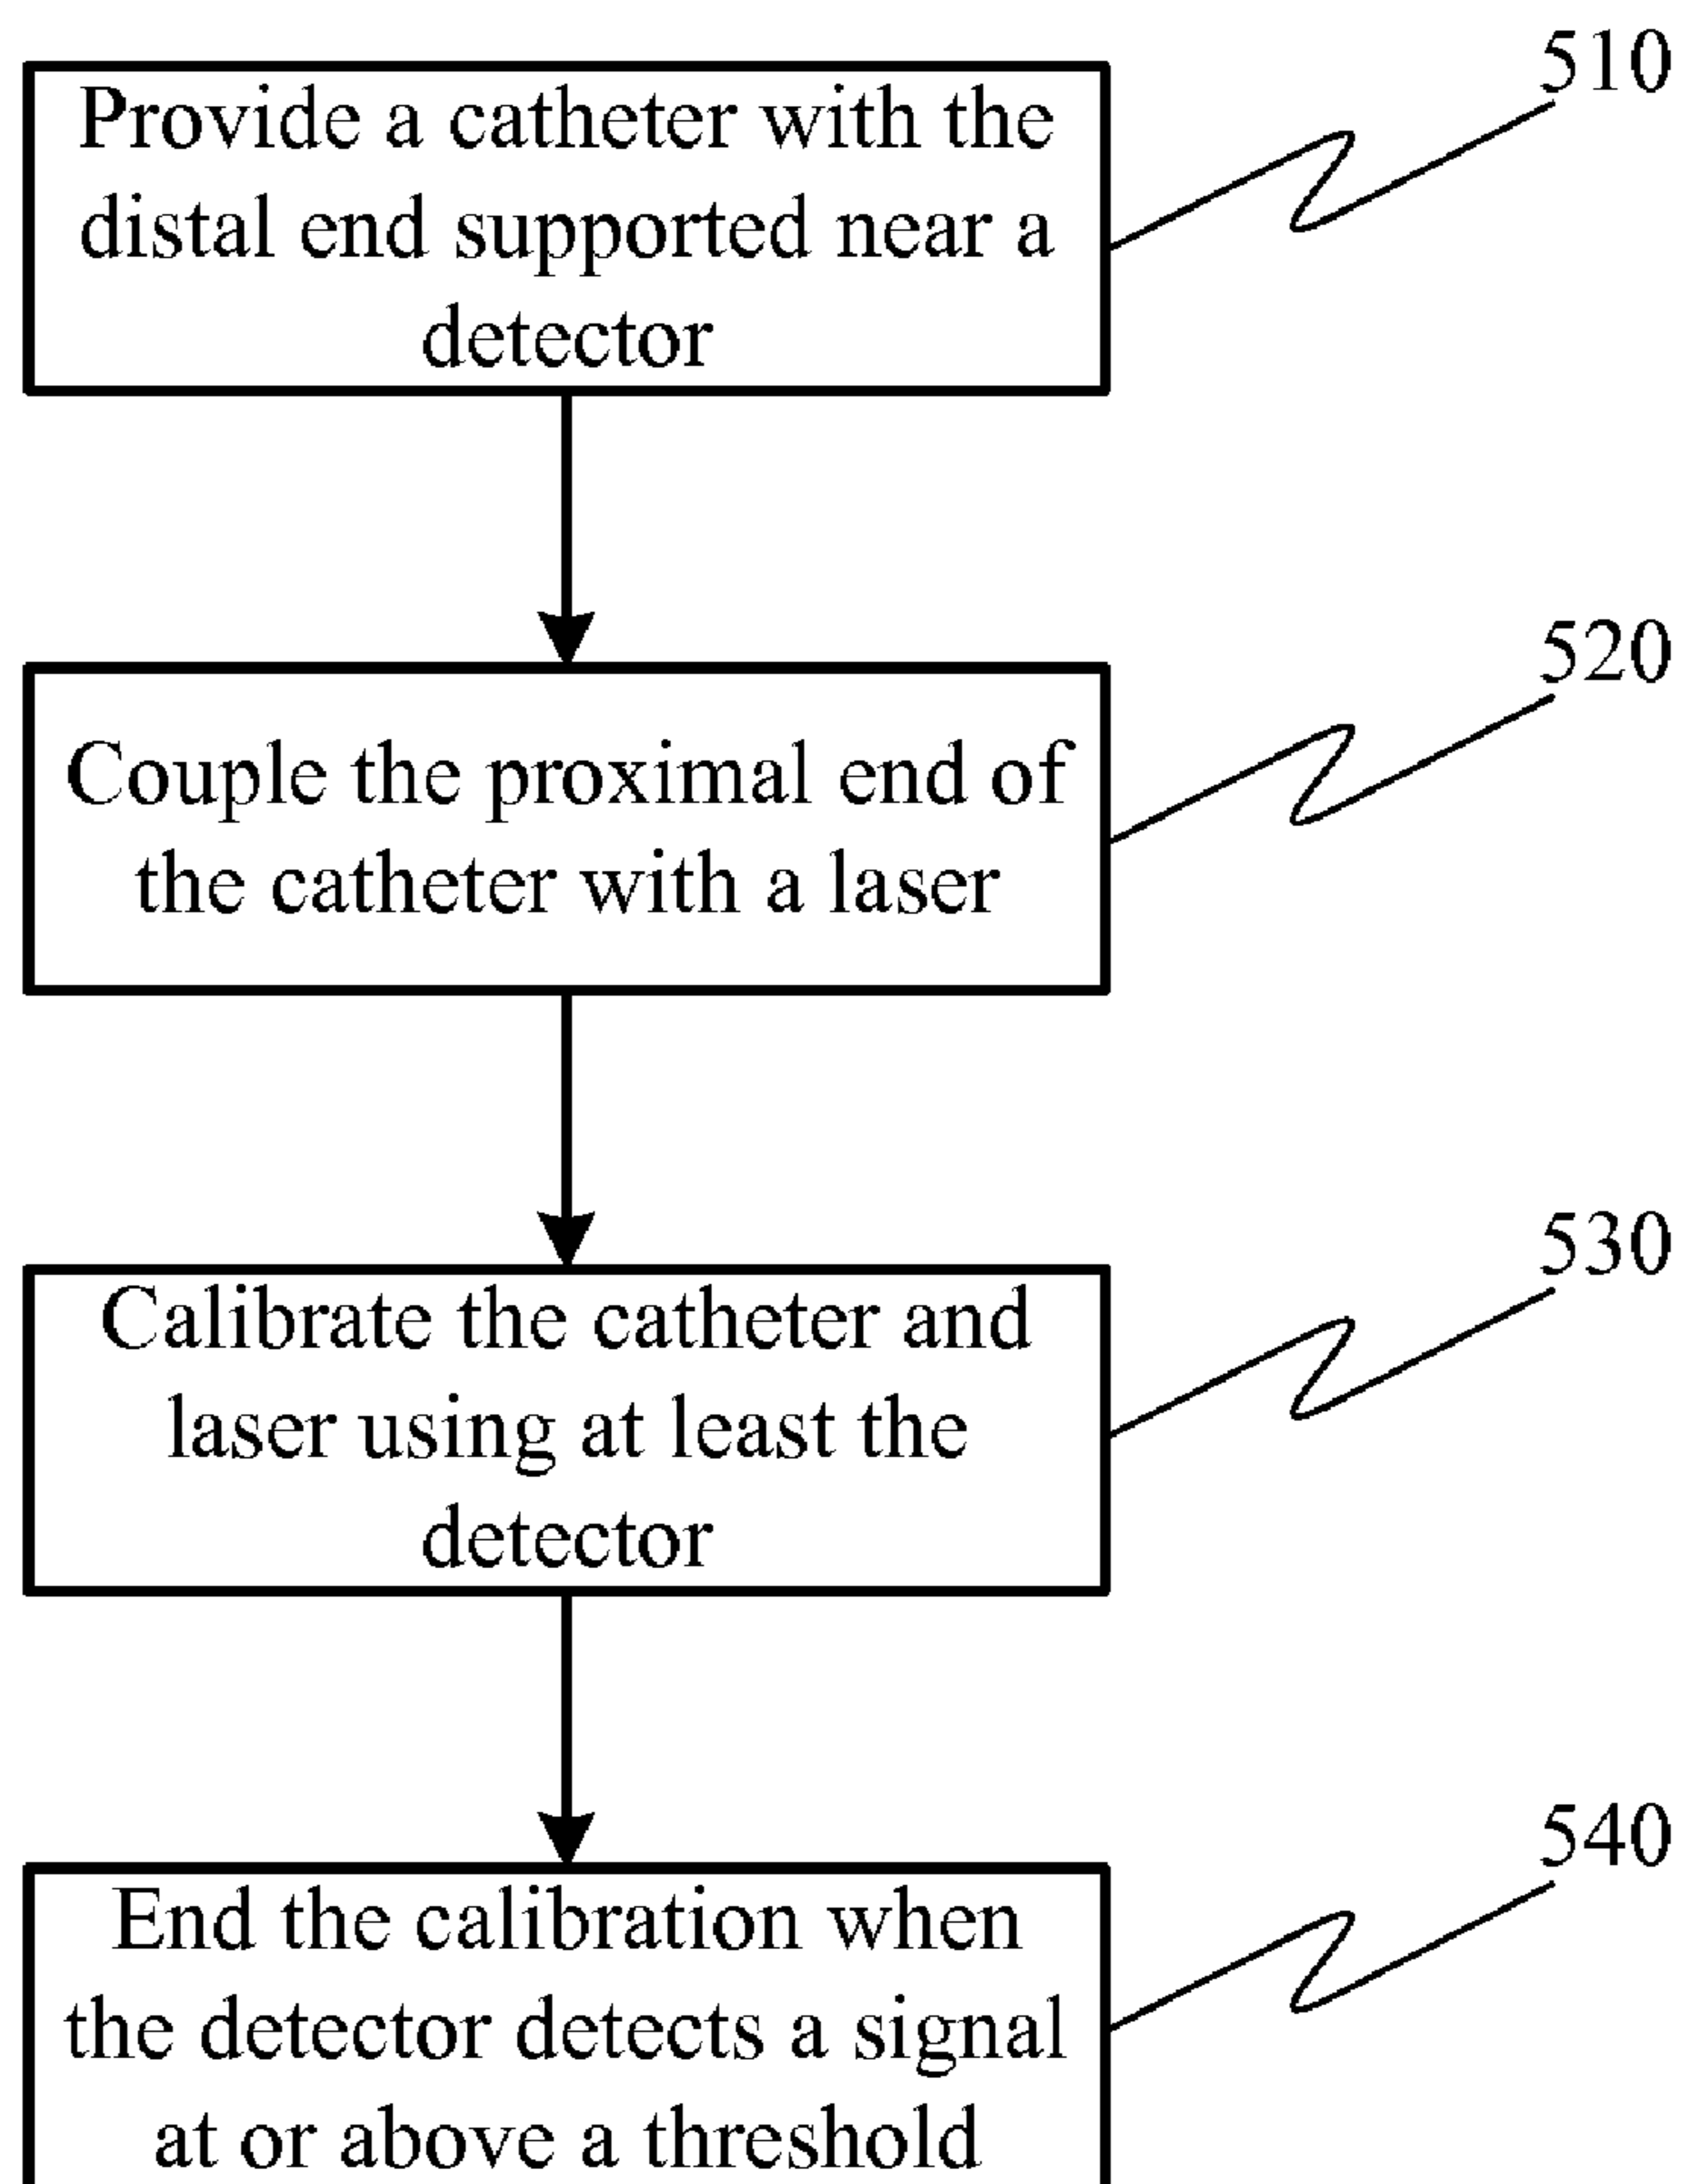 510
Provide a catheter with the
distal end supported near a
detector
520
Couple the proximal end of
the catheter with a laser
530
Calibrate the catheter and
laser using at least the
detector
540
End the calibration when
the detector detects a signal
at or above a threshold